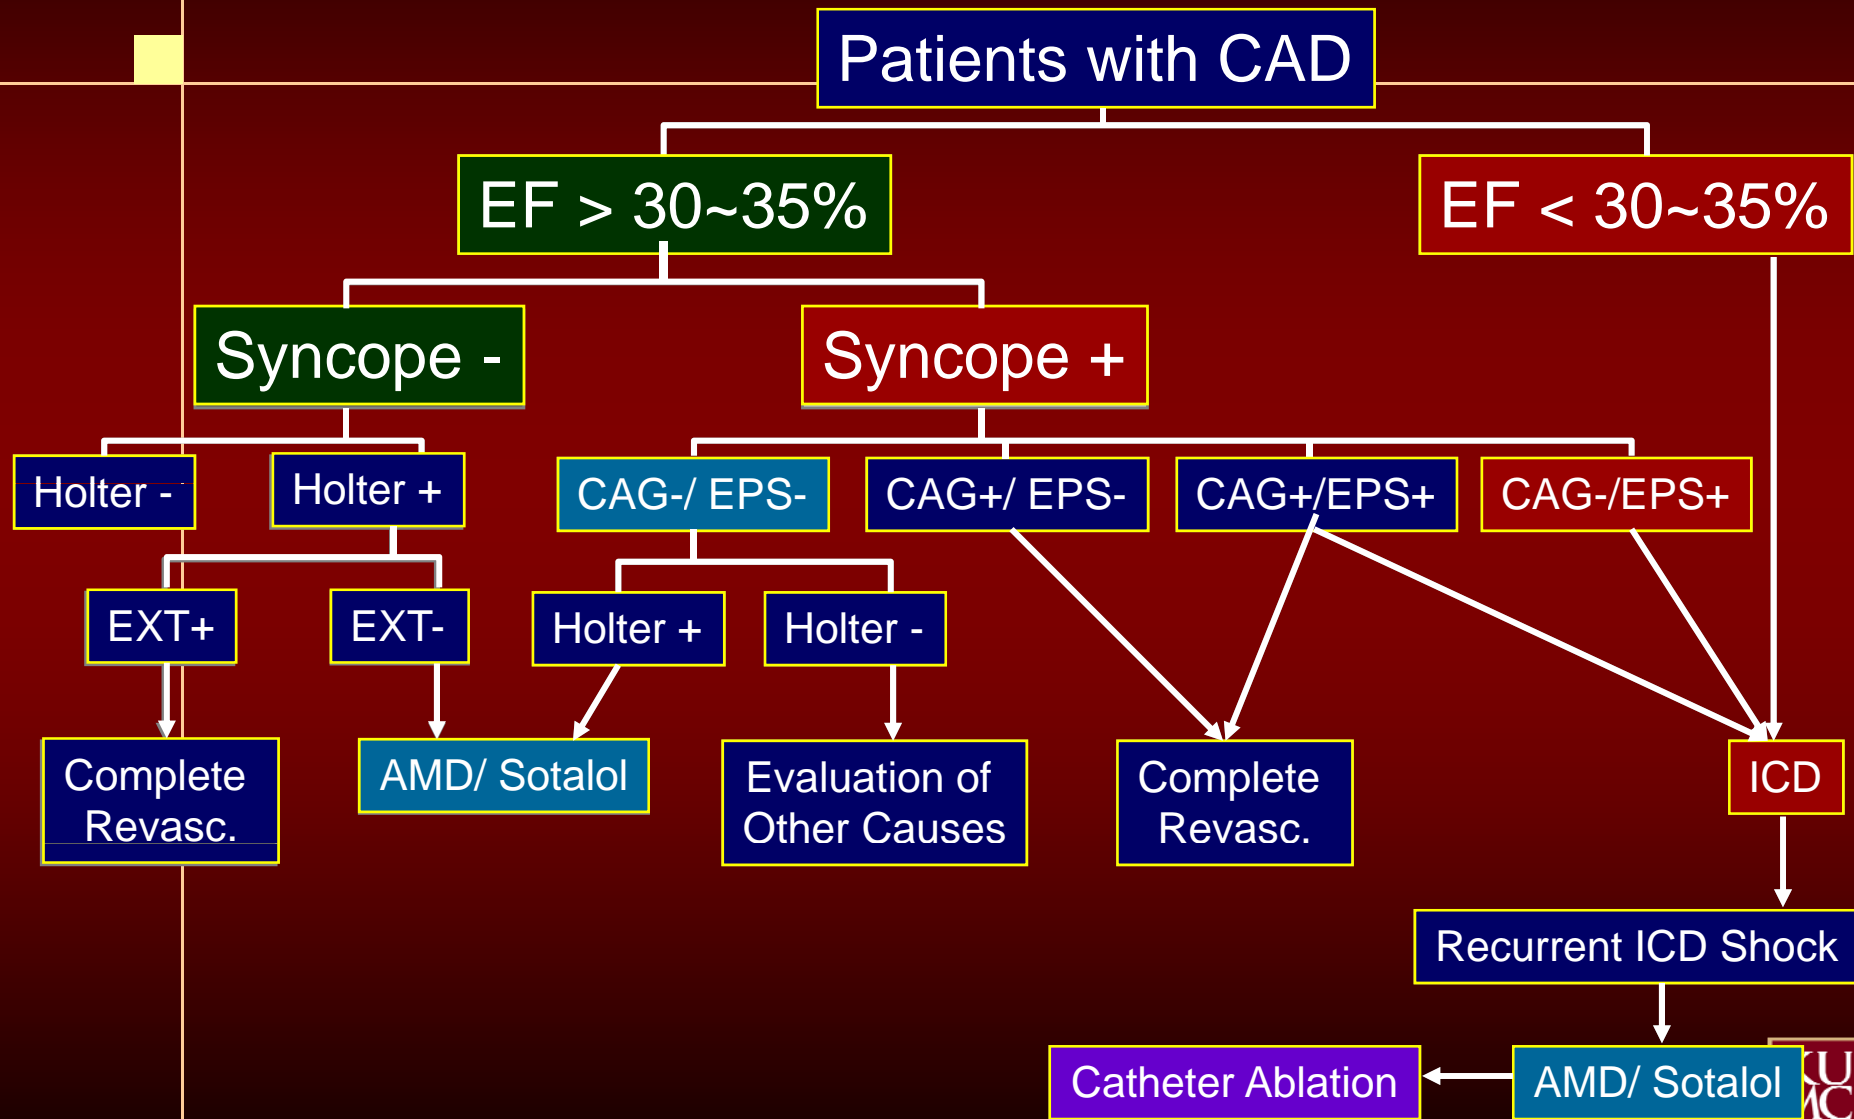 Patients with CAD
EF > 30~35%
EF < 30~35%
Syncope -
Syncope +
Holter -
Holter +
CAG-/ EPS-
CAG+/ EPS-
CAG+/EPS+
CAG-/EPS+
EXT+
EXT-
Holter +
Holter -
Complete
Revasc.
AMD/ Sotalol
Evaluation of
Other Causes
Complete
Revasc.
ICD
Recurrent ICD Shock
Catheter Ablation
AMD/ Sotalol